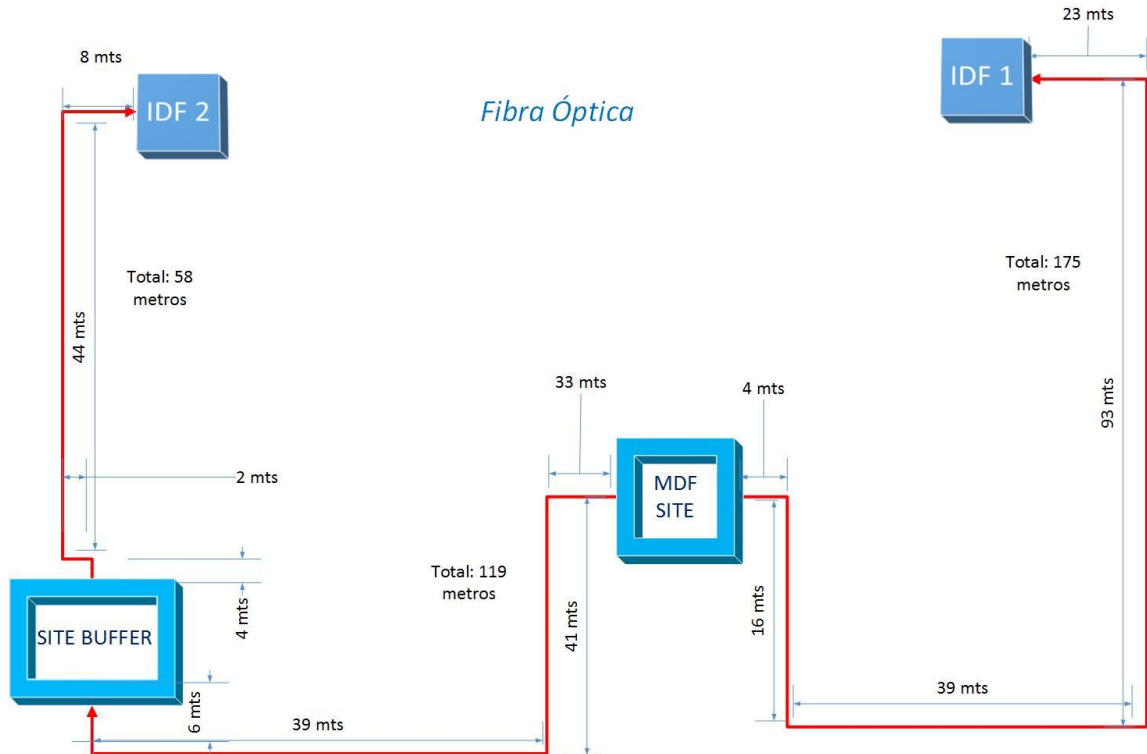 23 mts
8 mts
IDF 1
IDF 2
Fibra Óptica
Total: 58
metros
Total: 175
metros
44 mts
33 mts
4 mts
93 mts
2 mts
MDF
SITE
Total: 119
metros
4 mts
41 mts
16 mts
SITE BUFFER
6 mts
39 mts
39 mts